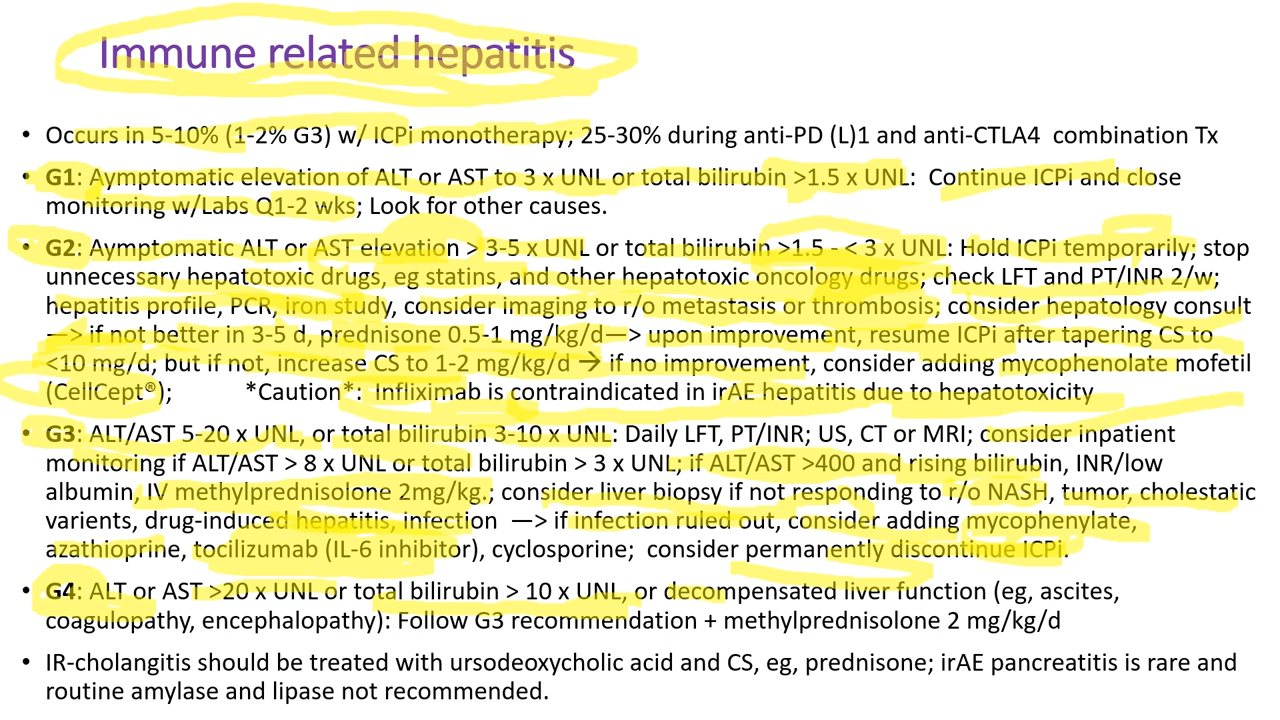 Immune related hepatitis
• Occurs in 5-10% (1-2% G3) w/ ICPi monotherapy; 25-30% during anti-PD (L)1 and anti-CTLA4 combination Tx
• G1: Aymptomatic elevation of ALT or AST to 3 x UNL or total bilirubin >1.5 x UNL: Continue ICPi and close
monitoring w/Labs Q1-2 wks; Look for other causes.
• G2: Aymptomatic ALT or AST elevation > 3-5 x UNL or total bilirubin >1.5 - < 3 x UNL: Hold ICPi temporarily; stop
unnecessary hepatotoxic drugs, eg statins, and other hepatotoxic oncology drugs; check LFT and PT/INR 2/w;
hepatitis profile, PCR, iron study, consider imaging to r/o metastasis or thrombosis; consider hepatology consult
—> if not better in 3-5 d, prednisone 0.5-1 mg/kg/d—> upon improvement, resume ICPi after tapering CS to
<10 mg/d; but if not, increase CS to 1-2 mg/kg/d → if no improvement, consider adding mycophenolate mofetil
(CellCept®); *Caution*: Infliximab is contraindicated in irAE hepatitis due to hepatotoxicity
• G3: ALT/AST 5-20 x UNL, or total bilirubin 3-10 x UNL: Daily LFT, PT/INR; US, CT or MRI; consider inpatient
monitoring if ALT/AST > 8 x UNL or total bilirubin > 3 x UNL; if ALT/AST >400 and rising bilirubin, INR/low
albumin, IV methylprednisolone 2mg/kg.; consider liver biopsy if not responding to r/o NASH, tumor, cholestatic
varients, drug-induced hepatitis, infection —> if infection ruled out, consider adding mycophenylate,
azathioprine, tocilizumab (IL-6 inhibitor), cyclosporine; consider permanently discontinue ICPi.
• G4: ALT or AST >20 x UNL or total bilirubin > 10 x UNL, or decompensated liver function (eg, ascites,
coagulopathy, encephalopathy): Follow G3 recommendation + methylprednisolone 2 mg/kg/d
• IR-cholangitis should be treated with ursodeoxycholic acid and CS, eg, prednisone; irAE pancreatitis is rare and
routine amylase and lipase not recommended.